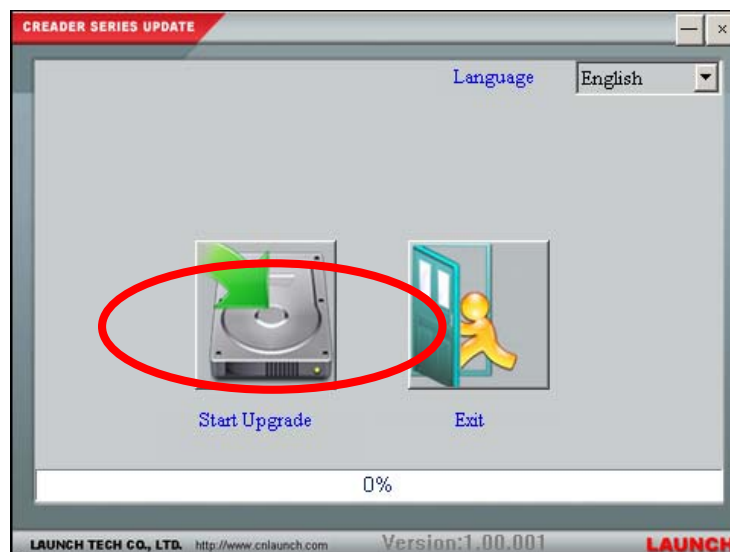 CREADER SERIES UPDATE
Language English
Start Upgrade Exit
0%
LAUNCH TECH CO., LTD. http://www.cnlaunch.com Version:1.00.001 LAUNCH